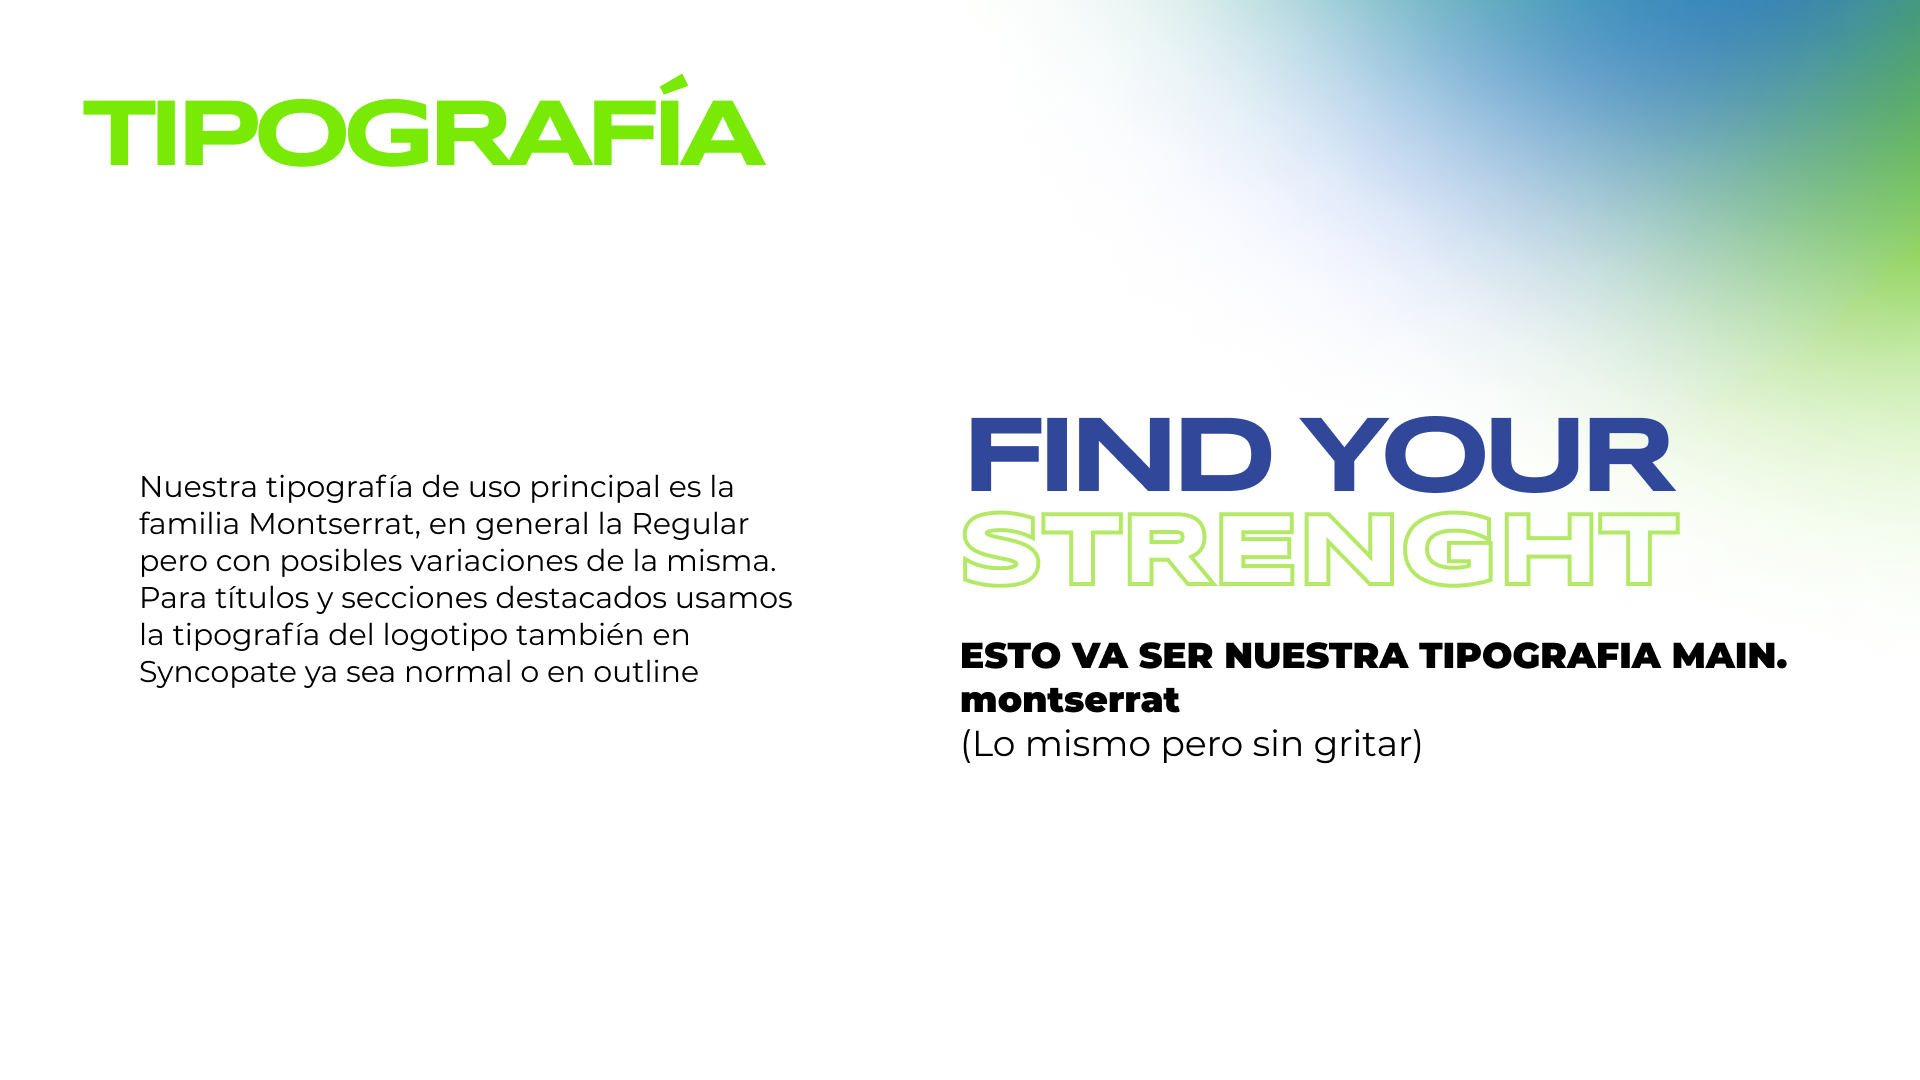 TIPOGRAFÍA
Nuestra tipografía de uso principal es la
familia Montserrat, en general la Regular
pero con posibles variaciones de la misma.
Para títulos y secciones destacados usamos
la tipografía del logotipo también en
Syncopate ya sea normal o en outline
FIND YOUR
STRENGHT
ESTO VA SER NUESTRA TIPOGRAFIA MAIN.
montserrat
(Lo mismo pero sin gritar)